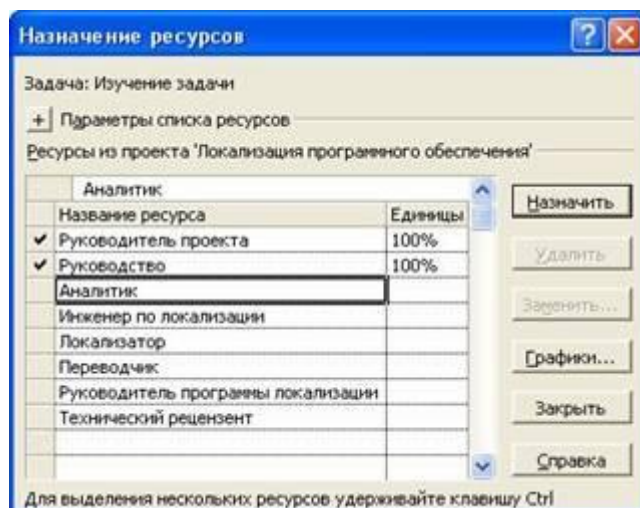 Назначение ресурсов
Задача: Изучение задачи
+ Параметры списка ресурсов
Ресурсы из проекта 'Локализация программного обеспечения'
Аналитик
Название ресурса Единицы
✔ Руководитель проекта 100%
✔ Руководство 100%
Аналитик
Инженер по локализации
Локализатор
Переводчик
Руководитель программы локализации
Технический рецензент
Назначить
Удалить
Заменить...
Графики...
Закрыть
Справка
Для выделения нескольких ресурсов удерживайте клавишу Ctrl